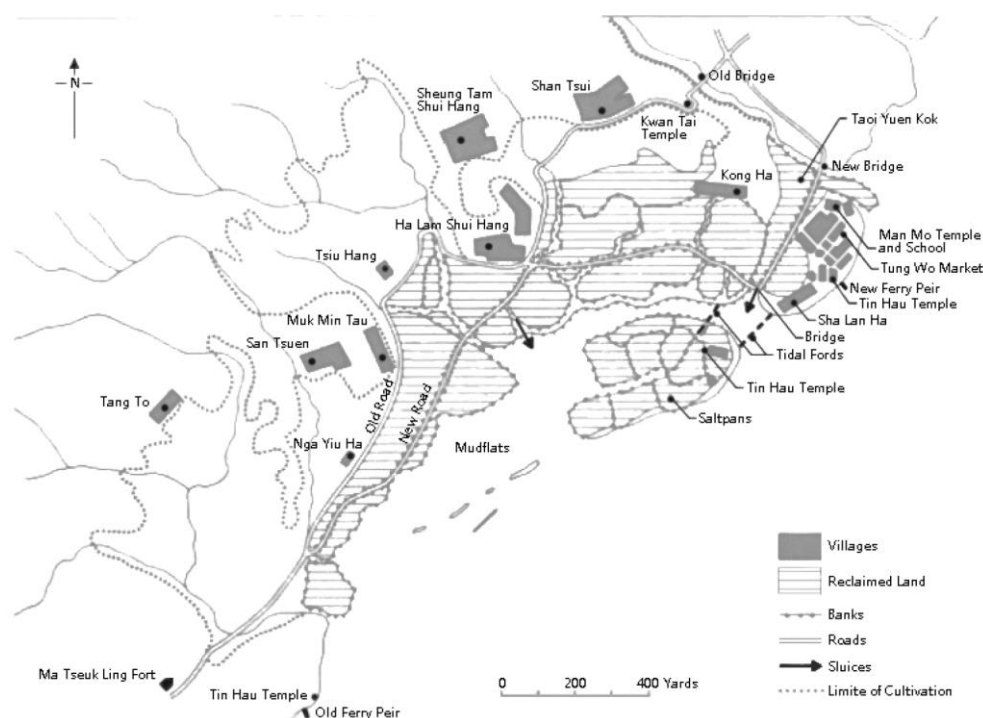 N
Old Bridge
Sheung Tam
Shui Hang
Shan Tsui
Kwan Tai
Temple
Taoi Yuen Kok
New Bridge
Kong Ha
Ha Lam Shui Hang
Man Mo Temple
and School
Tsiu Hang
Tung Wo Market
New Ferry Peir
Tin Hau Temple
Sha Lan Ha
Muk Min Tau
Bridge
San Tsuen
Tidal Fords
Tin Hau Temple
Tang To
Old Road
New Road
Saltpans
Nga Yiu Ha
Mudflats
Villages
Reclaimed Land
Banks
Roads
Ma Tseuk Ling Fort
Sluices
0 200 400 Yards
Limite of Cultivation
Tin Hau Temple
Old Ferry Peir